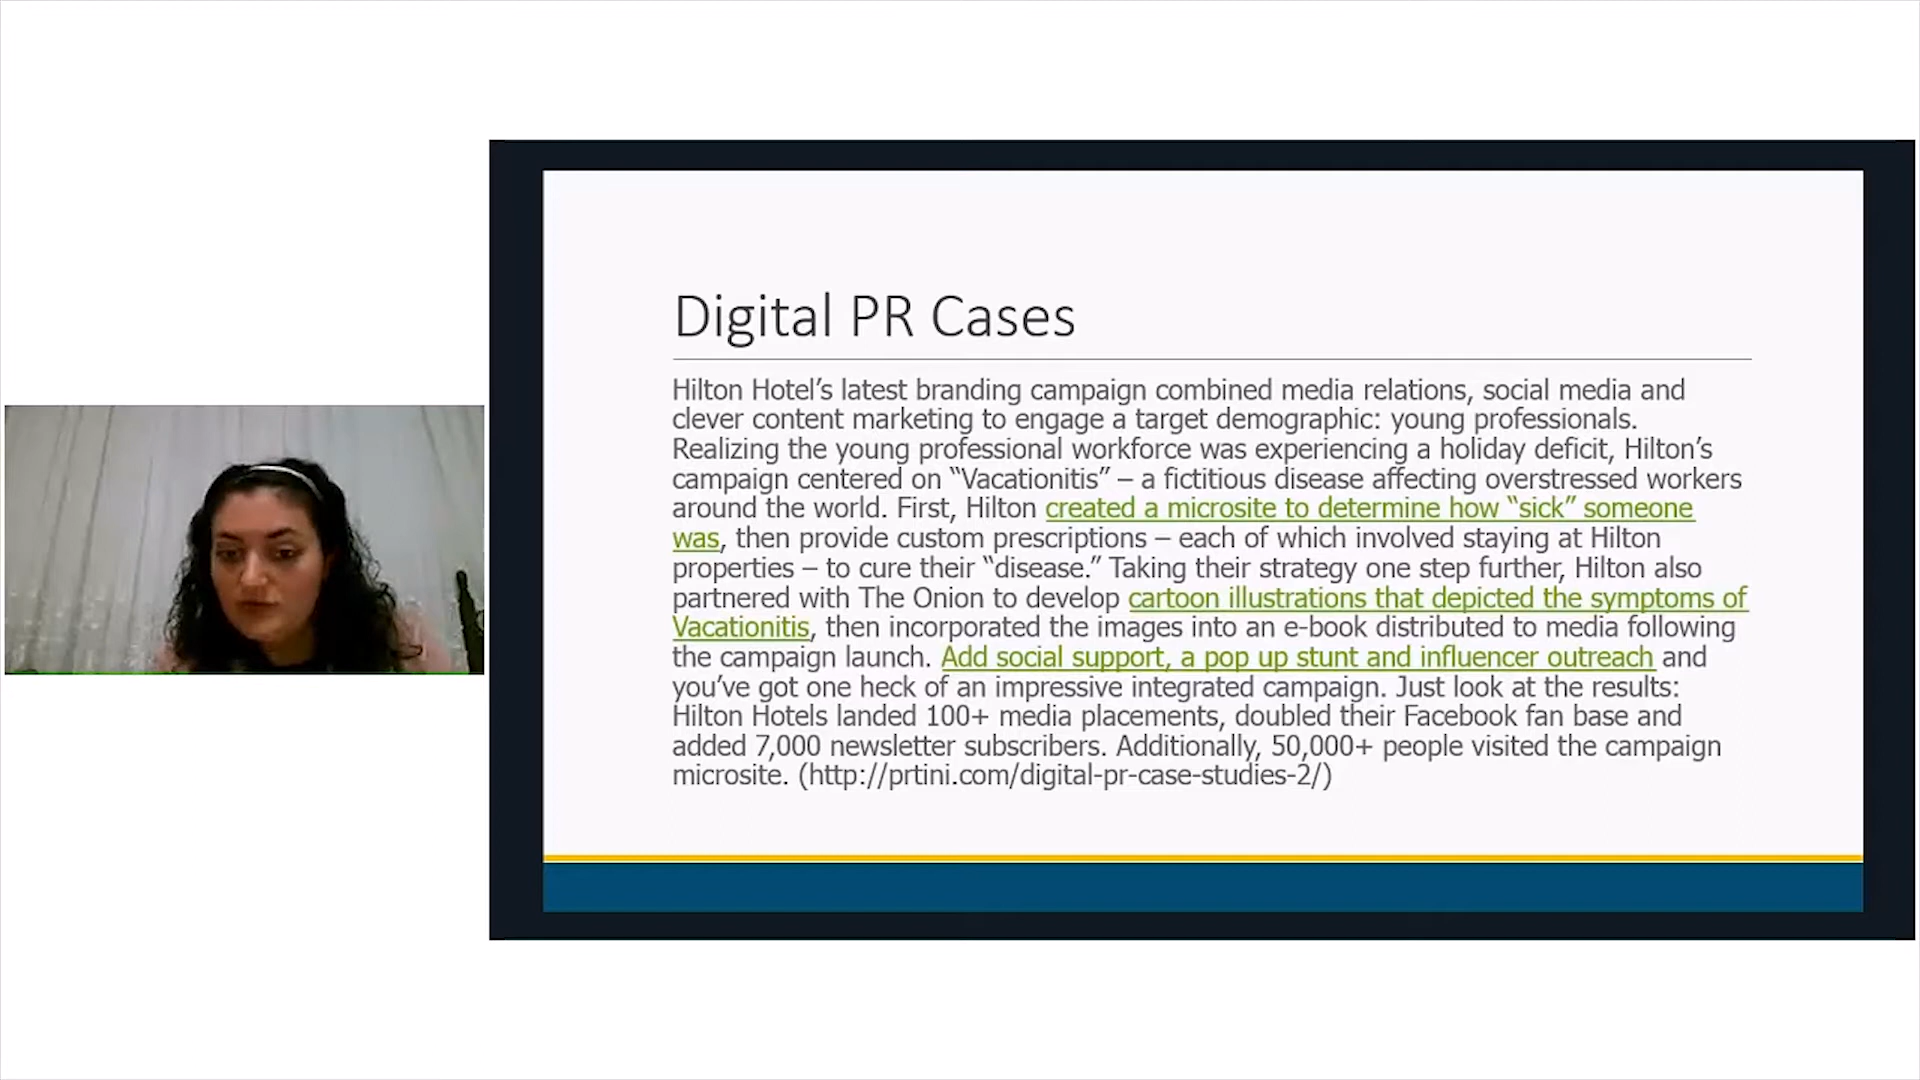 Digital PR Cases
Hilton Hotel’s latest branding campaign combined media relations, social media and
clever content marketing to engage a target demographic: young professionals.
Realizing the young professional workforce was experiencing a holiday deficit, Hilton’s
campaign centered on “Vacationitis” – a fictitious disease affecting overstressed workers
around the world. First, Hilton created a microsite to determine how “sick” someone
was, then provide custom prescriptions – each of which involved staying at Hilton
properties – to cure their “disease.” Taking their strategy one step further, Hilton also
partnered with The Onion to develop cartoon illustrations that depicted the symptoms of
Vacationitis, then incorporated the images into an e-book distributed to media following
the campaign launch. Add social support, a pop up stunt and influencer outreach and
you’ve got one heck of an impressive integrated campaign. Just look at the results:
Hilton Hotels landed 100+ media placements, doubled their Facebook fan base and
added 7,000 newsletter subscribers. Additionally, 50,000+ people visited the campaign
microsite. (http://prtini.com/digital-pr-case-studies-2/)